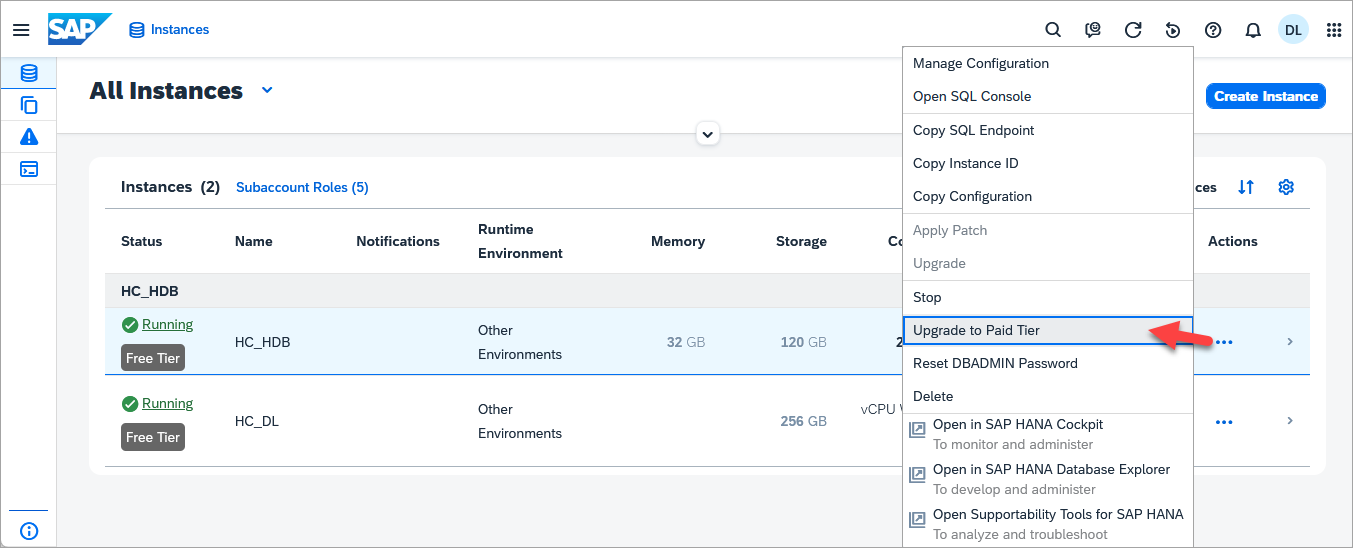 SAP
Instances
DL
All Instances
Create Instance
Instances (2)
Subaccount Roles (5)
Status
Name
Notifications
Runtime
Environment
Memory
Storage
Actions
HC_HDB
Running
Free Tier
HC_HDB
Other
Environments
32 GB
120 GB
Running
Free Tier
HC_DL
Other
Environments
256 GB
vCPU
Manage Configuration
Open SQL Console
Copy SQL Endpoint
Copy Instance ID
Copy Configuration
Apply Patch
Upgrade
Stop
Upgrade to Paid Tier
Reset DBADMIN Password
Delete
Open in SAP HANA Cockpit
To monitor and administer
Open in SAP HANA Database Explorer
To develop and administer
Open Supportability Tools for SAP HANA
To analyze and troubleshoot